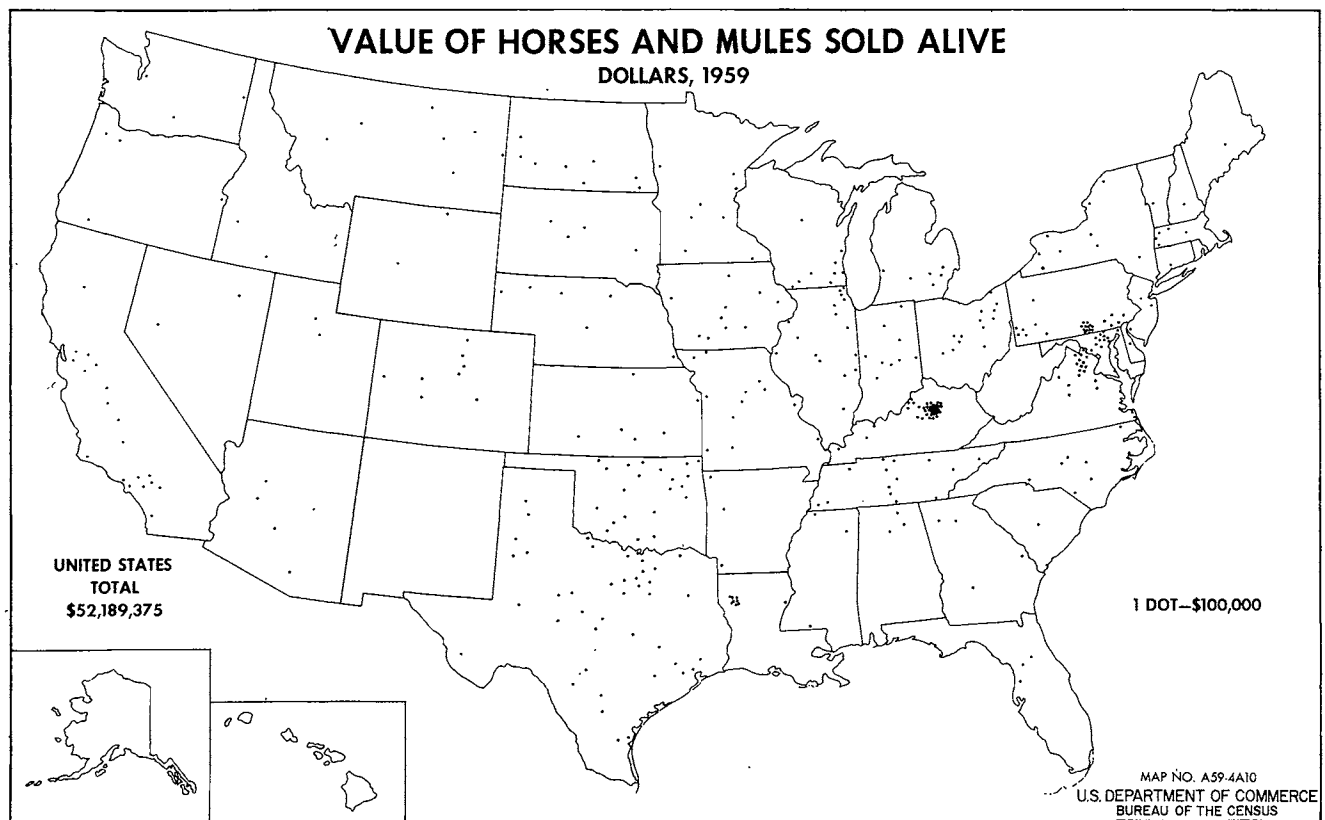 VALUE OF HORSES AND MULES SOLD ALIVE
DOLLARS, 1959
UNITED STATES
TOTAL
$52,189,375
1 DOT—$100,000
MAP NO. A59-4A10
U.S. DEPARTMENT OF COMMERCE
BUREAU OF THE CENSUS